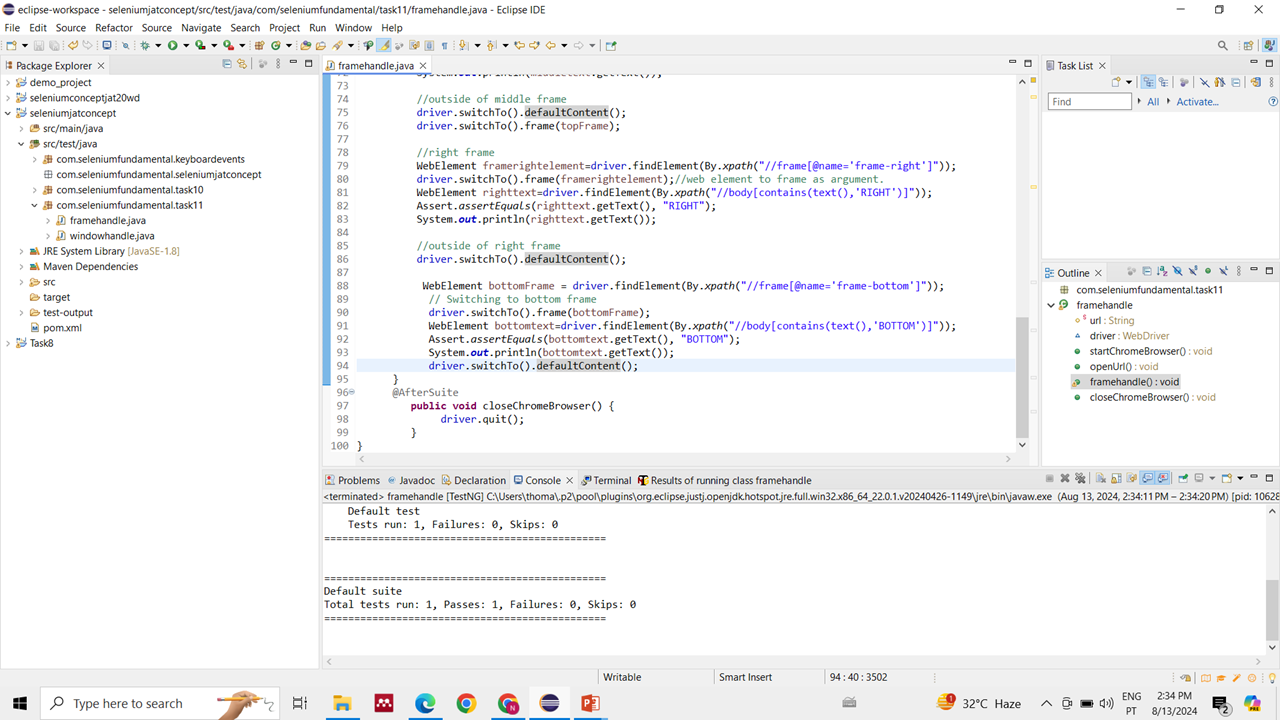 eclipse-workspace - seleniumjatconcept/src/test/java/com/seleniumfundamental/task11/framehandle.java - Eclipse IDE
File Edit Source Refactor Source Navigate Search Project Run Window Help
Package Explorer
demo_project
seleniumconceptjat20wd
seleniumjatconcept
src/main/java
src/test/java
com.seleniumfundamental.keyboardevents
com.seleniumfundamental.seleniumjatconcept
com.seleniumfundamental.task10
com.seleniumfundamental.task11
framehandle.java
windowhandle.java
JRE System Library [JavaSE-1.8]
Maven Dependencies
src
target
test-output
pom.xml
Task8
framehandle.java
72 System.out.println(middletext.getText());
73
74 //outside of middle frame
75 driver.switchTo().defaultContent();
76 driver.switchTo().frame(topFrame);
77
78 //right frame
79 WebElement framerightelement=driver.findElement(By.xpath("//frame[@name='frame-right']"));
80 driver.switchTo().frame(framerightelement);//web element to frame as argument.
81 WebElement righttext=driver.findElement(By.xpath("//body[contains(text(),'RIGHT')]"));
82 Assert.assertEquals(righttext.getText(), "RIGHT");
83 System.out.println(righttext.getText());
84
85 //outside of right frame
86 driver.switchTo().defaultContent();
87
88 WebElement bottomFrame = driver.findElement(By.xpath("//frame[@name='frame-bottom']"));
89 // Switching to bottom frame
90 driver.switchTo().frame(bottomFrame);
91 WebElement bottomtext=driver.findElement(By.xpath("//body[contains(text(),'BOTTOM')]"));
92 Assert.assertEquals(bottomtext.getText(), "BOTTOM");
93 System.out.println(bottomtext.getText());
94 driver.switchTo().defaultContent();
95 }
96 @AfterSuite
97 public void closeChromeBrowser() {
98 driver.quit();
99 }
100 }
Task List
Find All Activate...
Outline
com.seleniumfundamental.task11
framehandle
url : String
driver : WebDriver
startChromeBrowser() : void
openUrl() : void
framehandle() : void
closeChromeBrowser() : void
Problems Javadoc Declaration Console Terminal Results of running class framehandle
<terminated> framehandle [TestNG] C:\Users\thoma\.p2\pool\plugins\org.eclipse.justj.openjdk.hotspot.jre.full.win32.x86_64_22.0.1.v20240426-1149\jre\bin\javaw.exe (Aug 13, 2024, 2:34:11 PM – 2:34:20 PM) [pid: 10628
Default test
Tests run: 1, Failures: 0, Skips: 0
===============================================
===============================================
Default suite
Total tests run: 1, Passes: 1, Failures: 0, Skips: 0
===============================================
Writable Smart Insert 94 : 40 : 3502
Type here to search
32°C Haze
ENG
PT
2:34 PM
8/13/2024
2